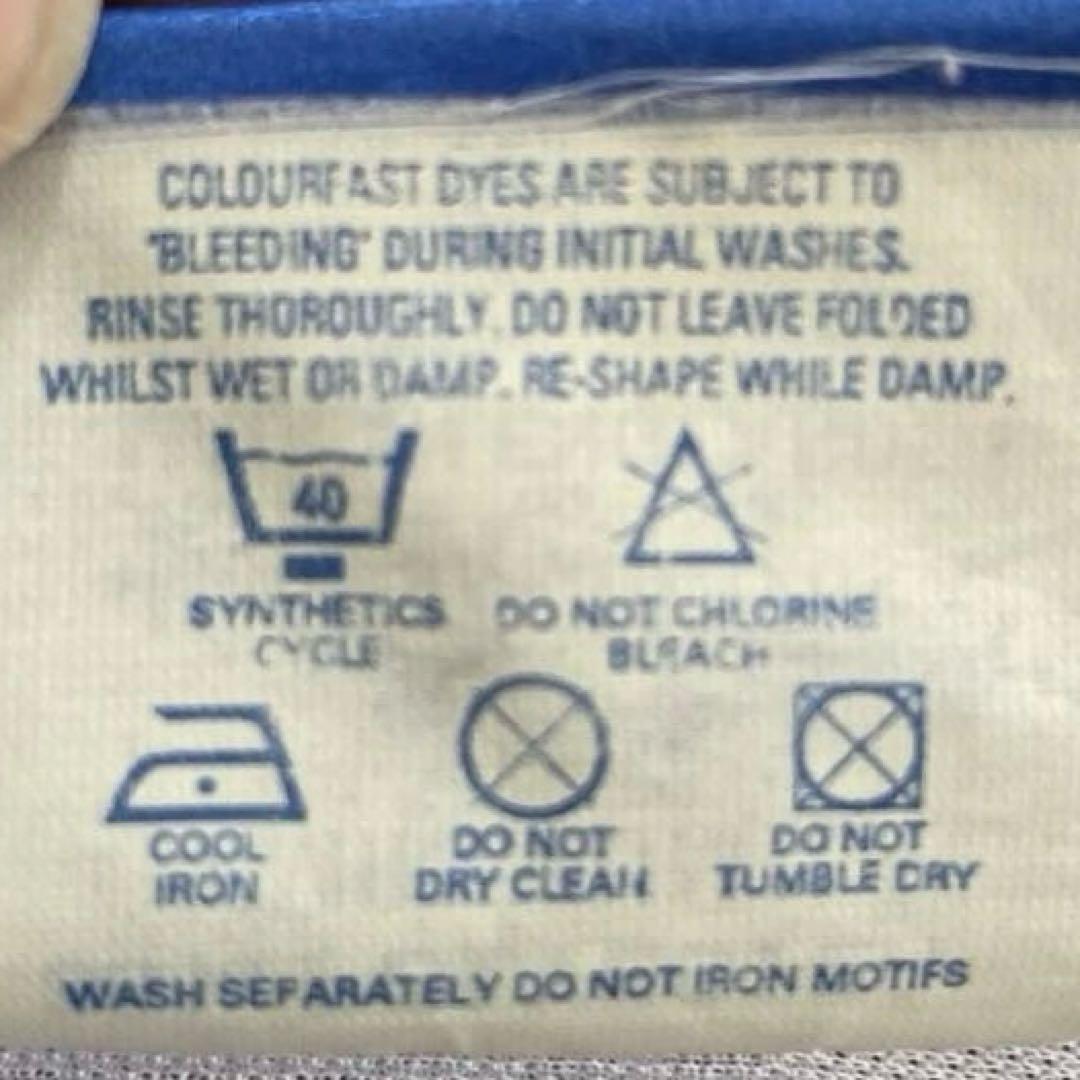 COLOURFAST DYES ARE SUBJECT TO
"BLEEDING" DURING INITIAL WASHES.
RINSE THOROUGHLY. DO NOT LEAVE FOLDED
WHILST WET OR DAMP. RE-SHAPE WHILE DAMP.
40
SYNTHETICS
CYCLE
DO NOT CHLORINE
BLEACH
COOL
IRON
DO NOT
DRY CLEAN
DO NOT
TUMBLE DRY
WASH SEPARATELY DO NOT IRON MOTIFS